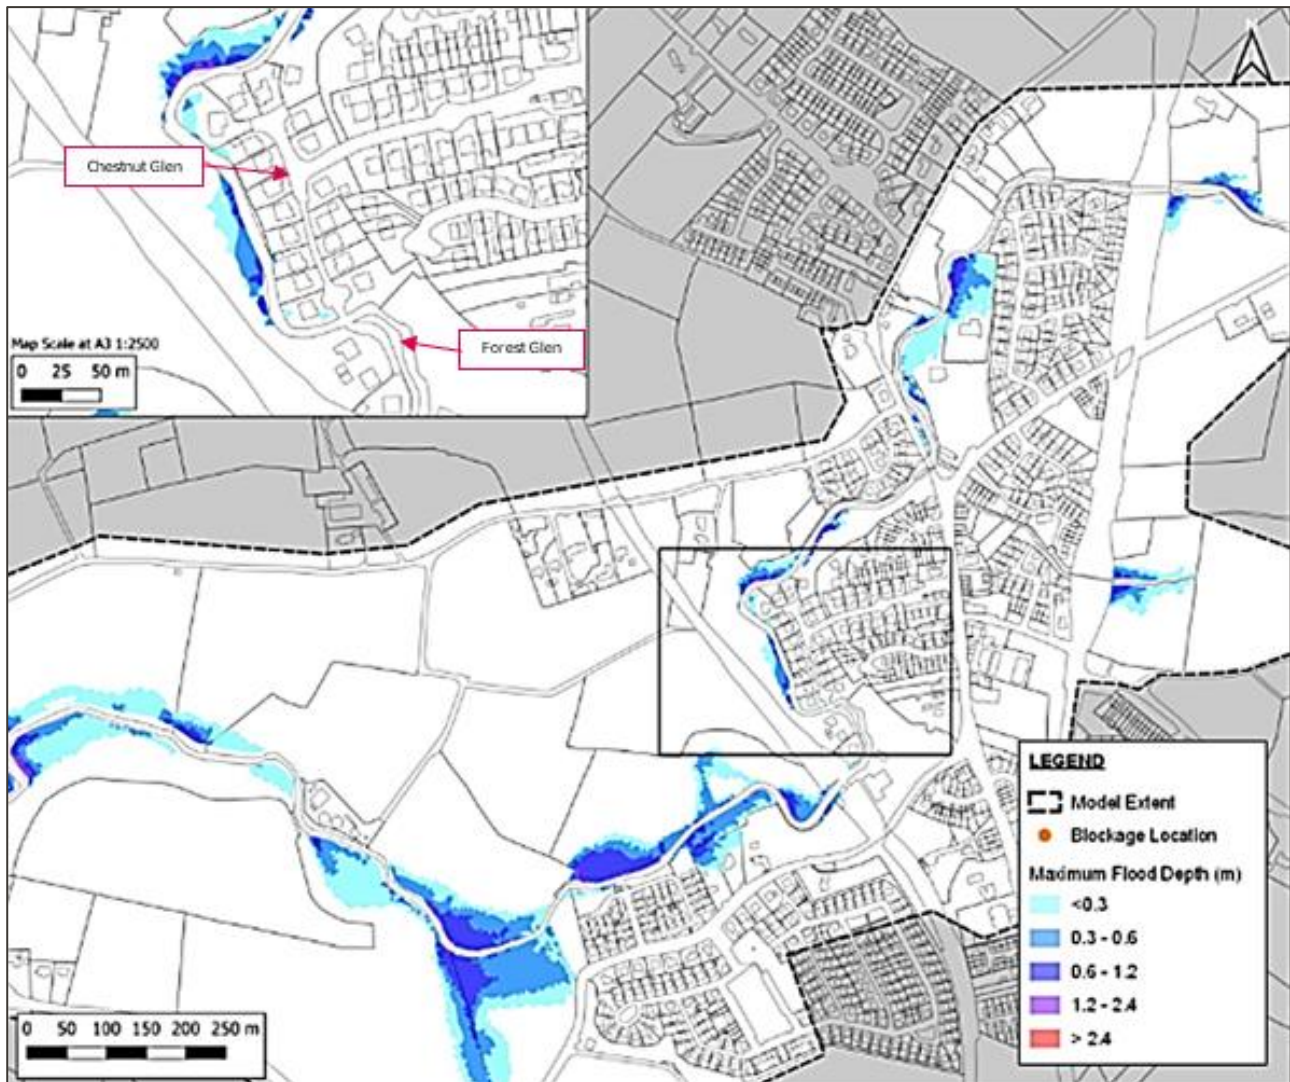 Chestnut Glen
Forest Glen
Map Scale at A3 1:2500
0 25 50 m
LEGEND
Model Extent
Blockage Location
Maximum Flood Depth (m)
<0.3
0.3 - 0.6
0.6 - 1.2
1.2 - 2.4
> 2.4
0 50 100 150 200 250 m